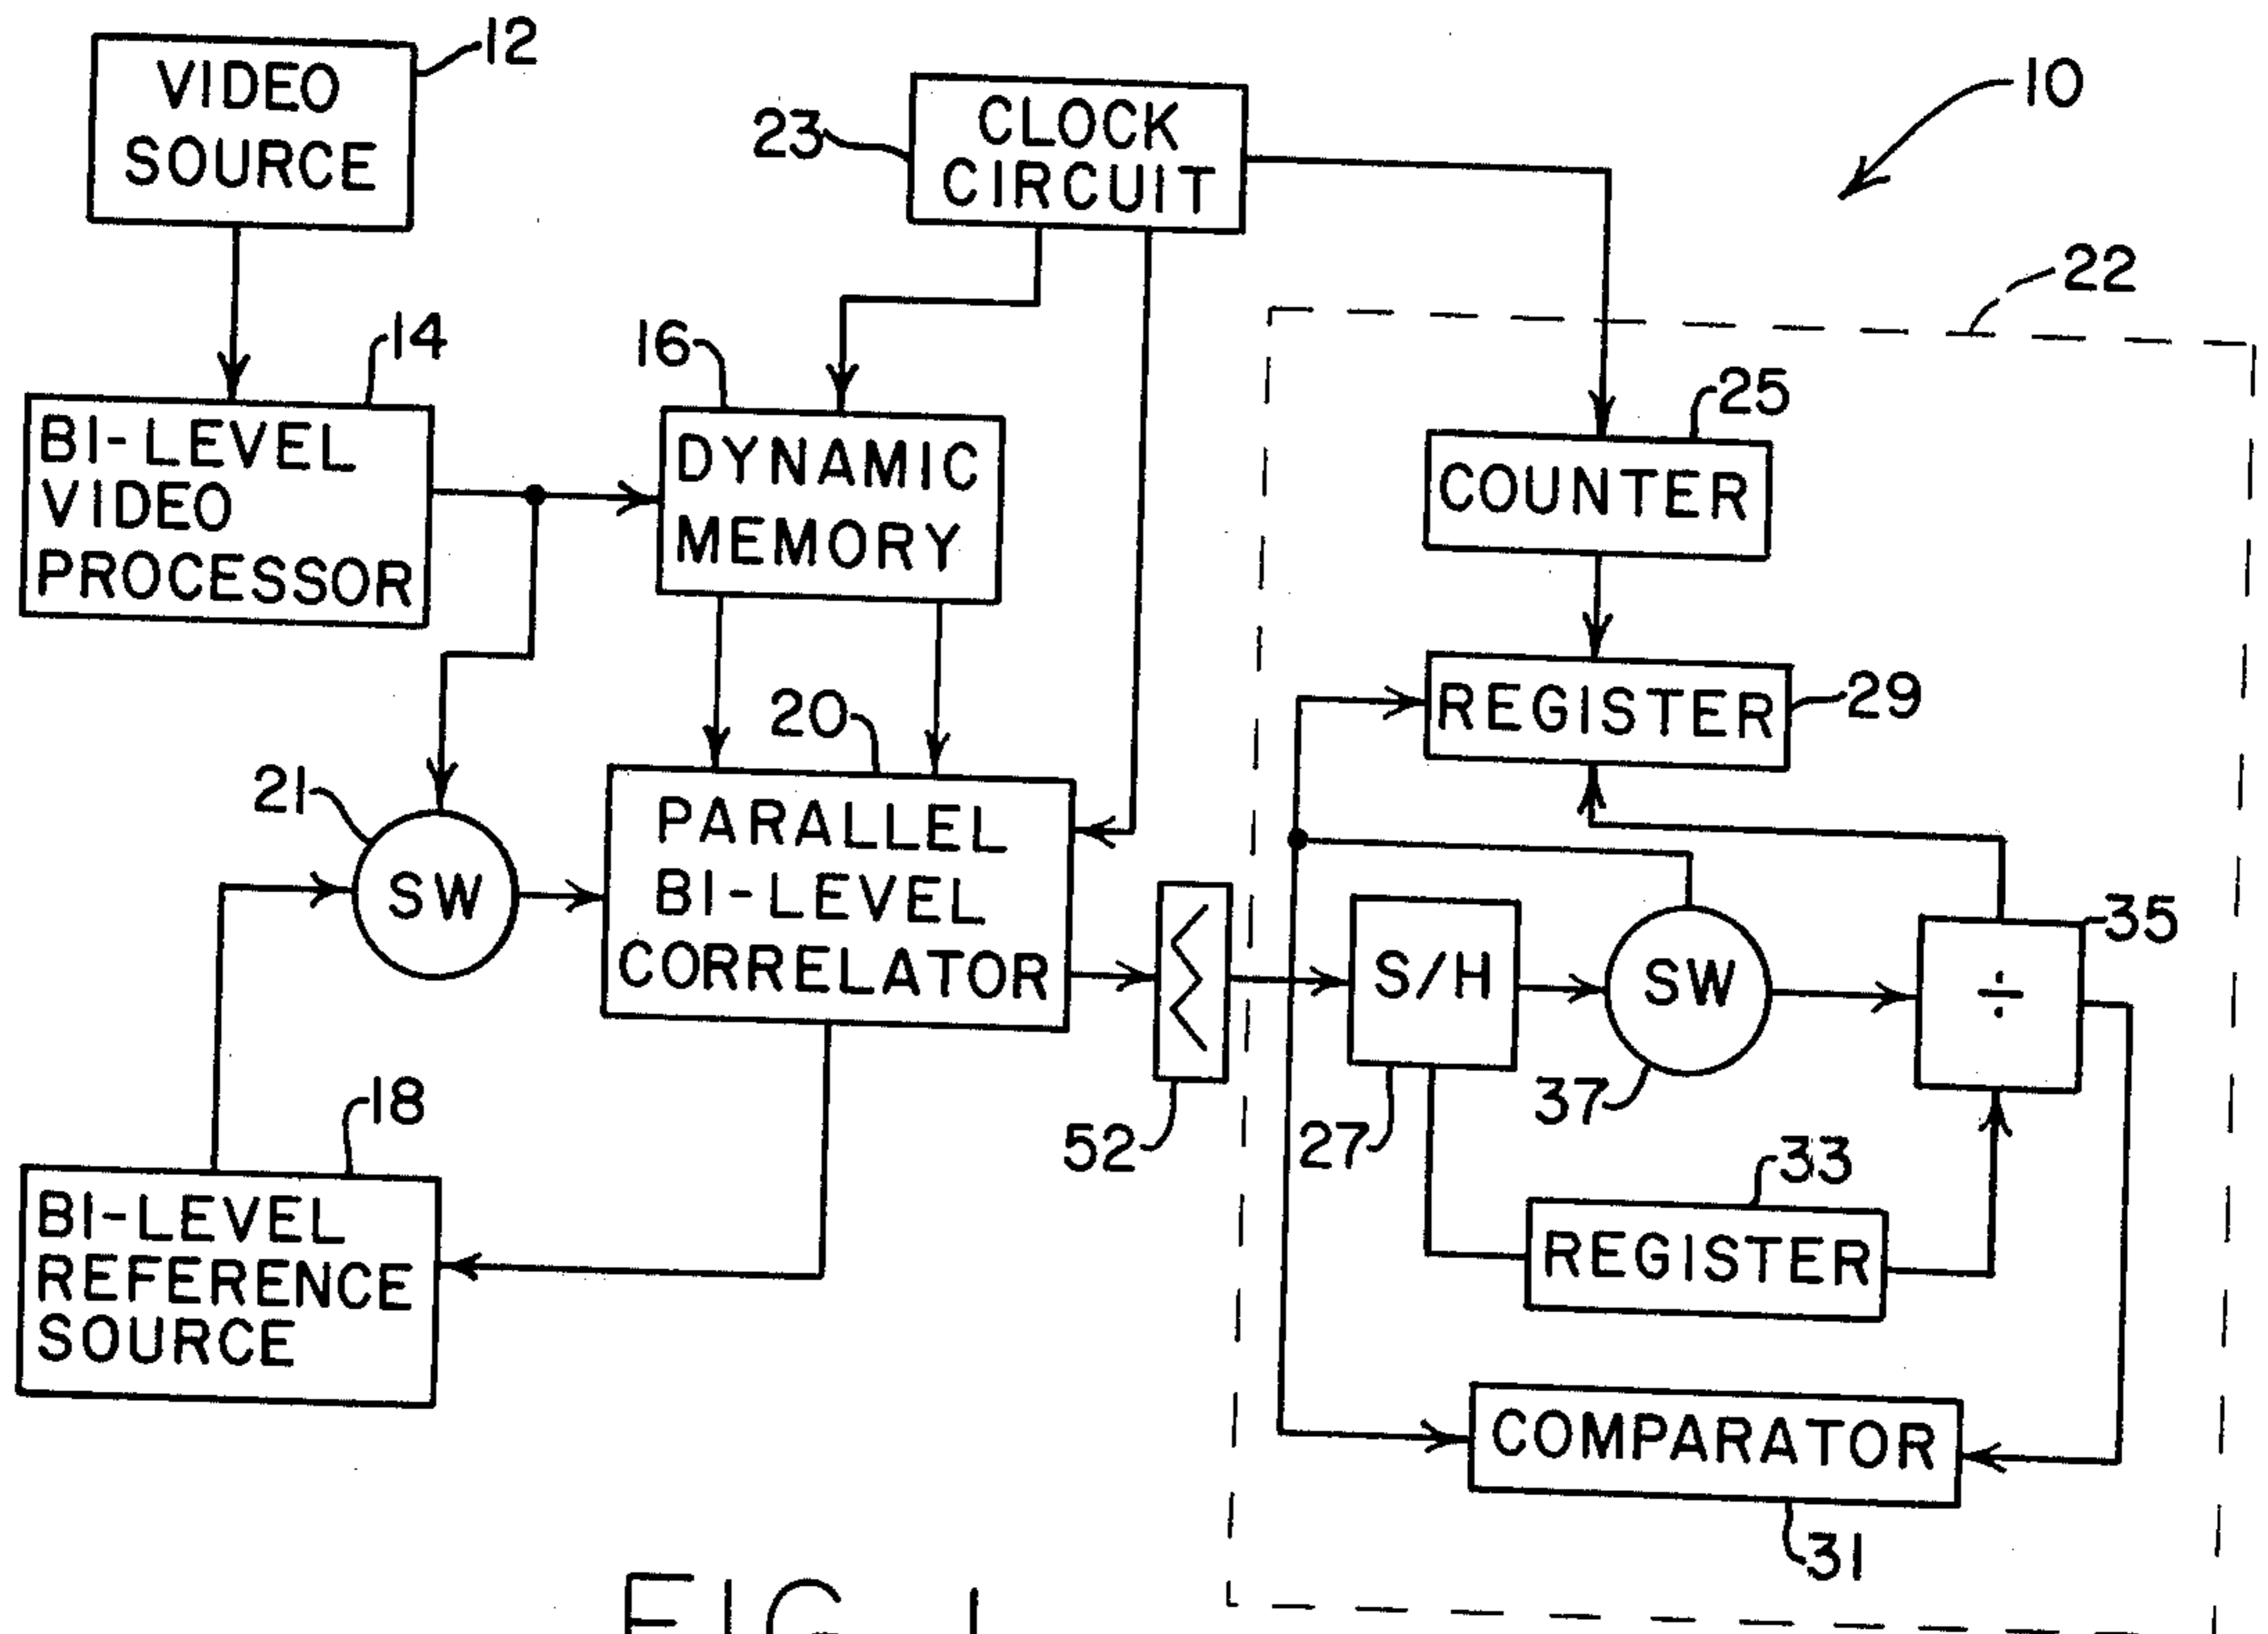 12
VIDEO
SOURCE
23
CLOCK
CIRCUIT
10
22
14
BI-LEVEL
VIDEO
PROCESSOR
16
DYNAMIC
MEMORY
25
COUNTER
REGISTER
29
20
21
SW
PARALLEL
BI-LEVEL
CORRELATOR
52
S/H
27
SW
37
÷
35
18
BI-LEVEL
REFERENCE
SOURCE
33
REGISTER
COMPARATOR
31
FIG. 1